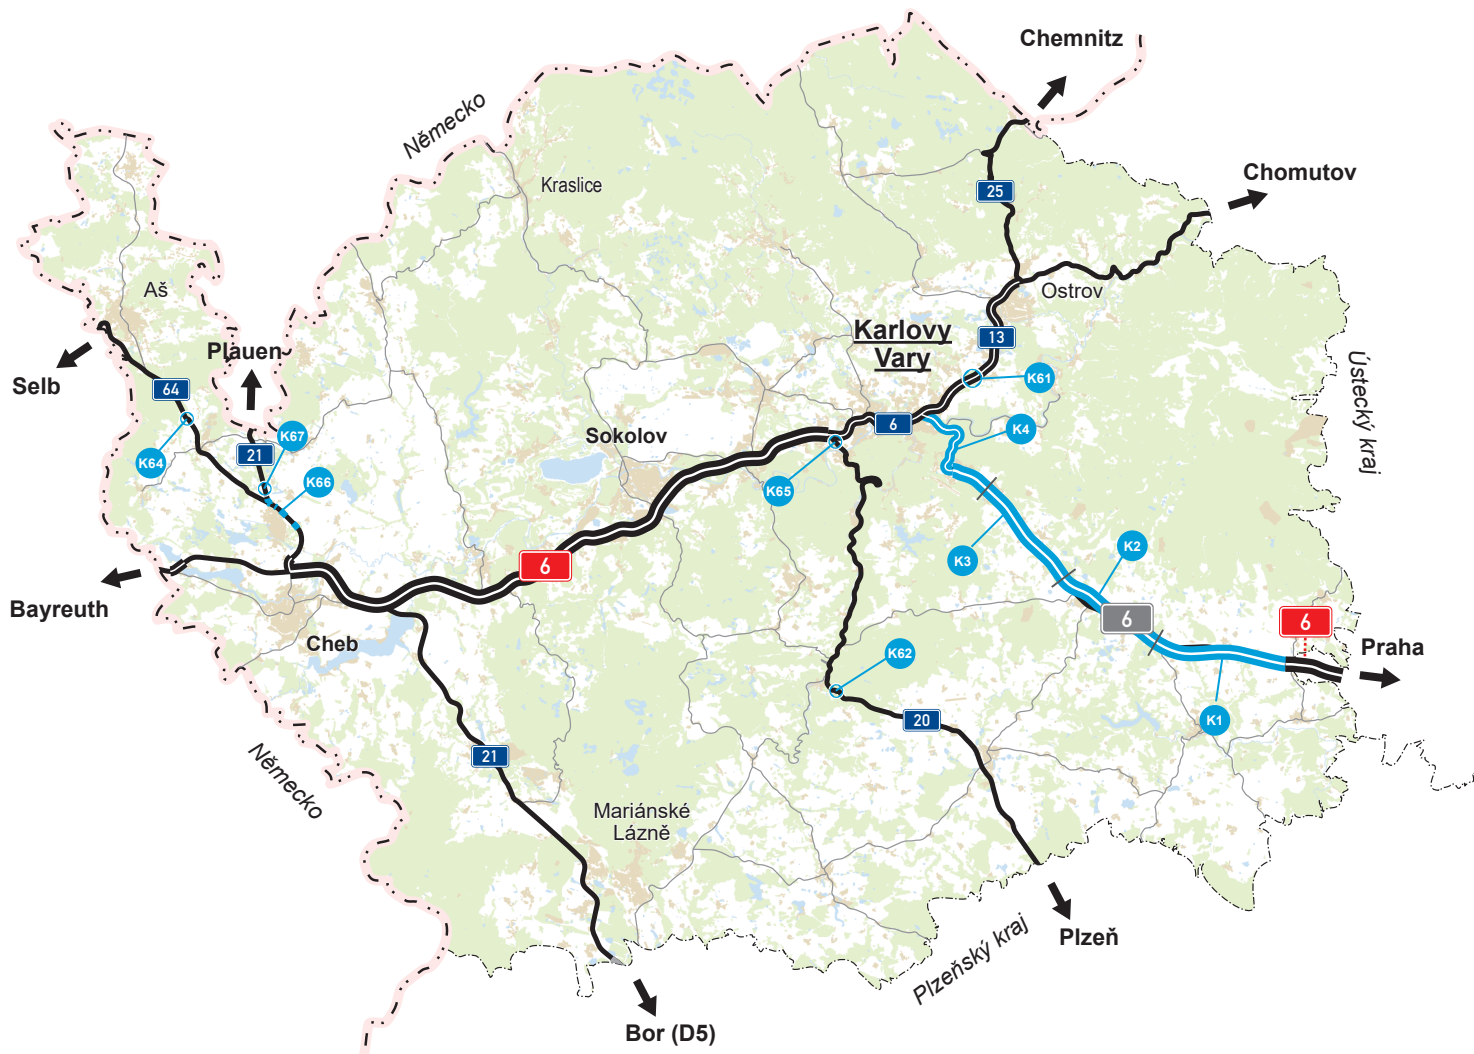 Chemnitz
Německo
Chomutov
Kraslice
25
Aš
Ostrov
Karlovy
Vary
13
Plauen
Selb
64
K61
Ústecký kraj
6
K4
K67
21
Sokolov
K64
K66
K65
K2
K3
6
Bayreuth
6
6
Praha
Cheb
K62
20
K1
21
Německo
Mariánské
Lázně
Plzeň
Plzeňský kraj
Bor (D5)